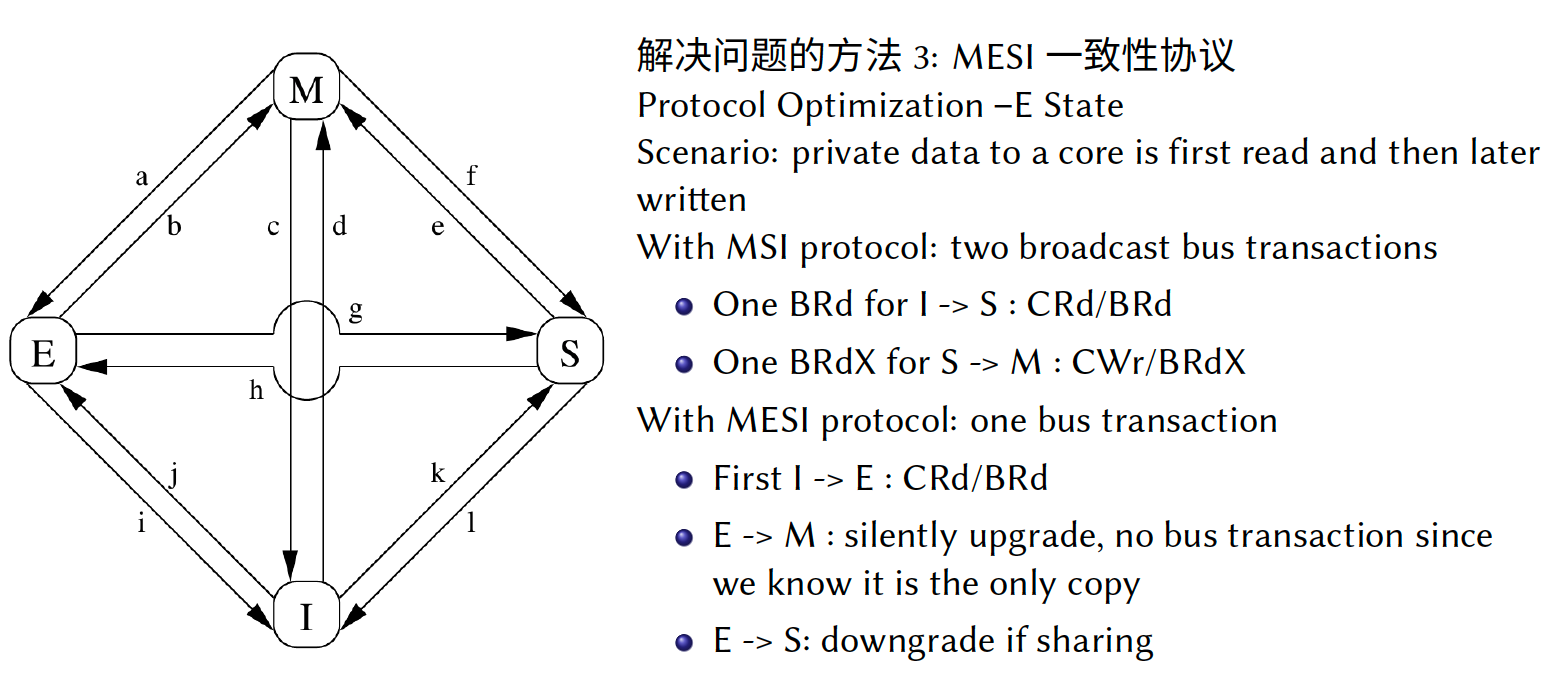 M
a
f
b
c
d
e
g
E
S
h
j
k
i
l
I
解决问题的方法 3: MESI 一致性协议
Protocol Optimization –E State
Scenario: private data to a core is first read and then later
written
With MSI protocol: two broadcast bus transactions
One BRd for I -> S : CRd/BRd
One BRdX for S -> M : CWr/BRdX
With MESI protocol: one bus transaction
First I -> E : CRd/BRd
E -> M : silently upgrade, no bus transaction since
we know it is the only copy
E -> S: downgrade if sharing